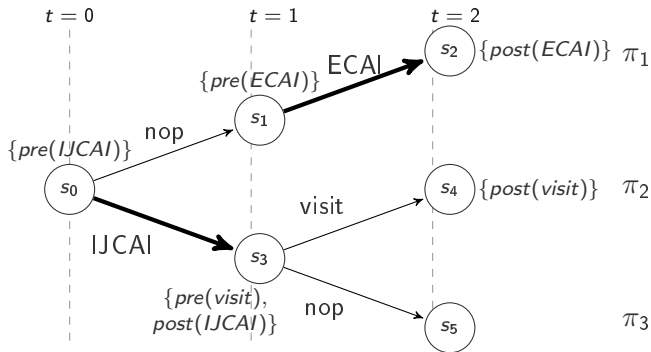 t = 0 t = 1 t = 2
s₂ {post(ECAI)} π₁
ECAI
{pre(ECAI)}
s₁
nop
{pre(IJCAI)}
s₀
s₄ {post(visit)} π₂
visit
IJCAI
s₃
{pre(visit),
post(IJCAI)}
nop
s₅ π₃